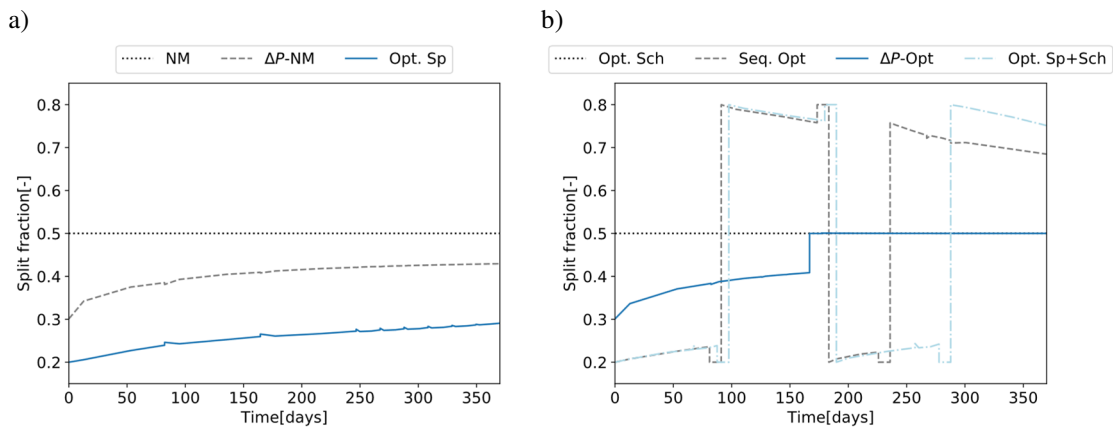 a)
NM ΔP-NM Opt. Sp
0.8
0.7
0.6
0.5
0.4
0.3
0.2
Split fraction[-]
0 50 100 150 200 250 300 350
Time[days]
b)
Opt. Sch Seq. Opt ΔP-Opt Opt. Sp+Sch
0.8
0.7
0.6
0.5
0.4
0.3
0.2
Split fraction[-]
0 50 100 150 200 250 300 350
Time[days]